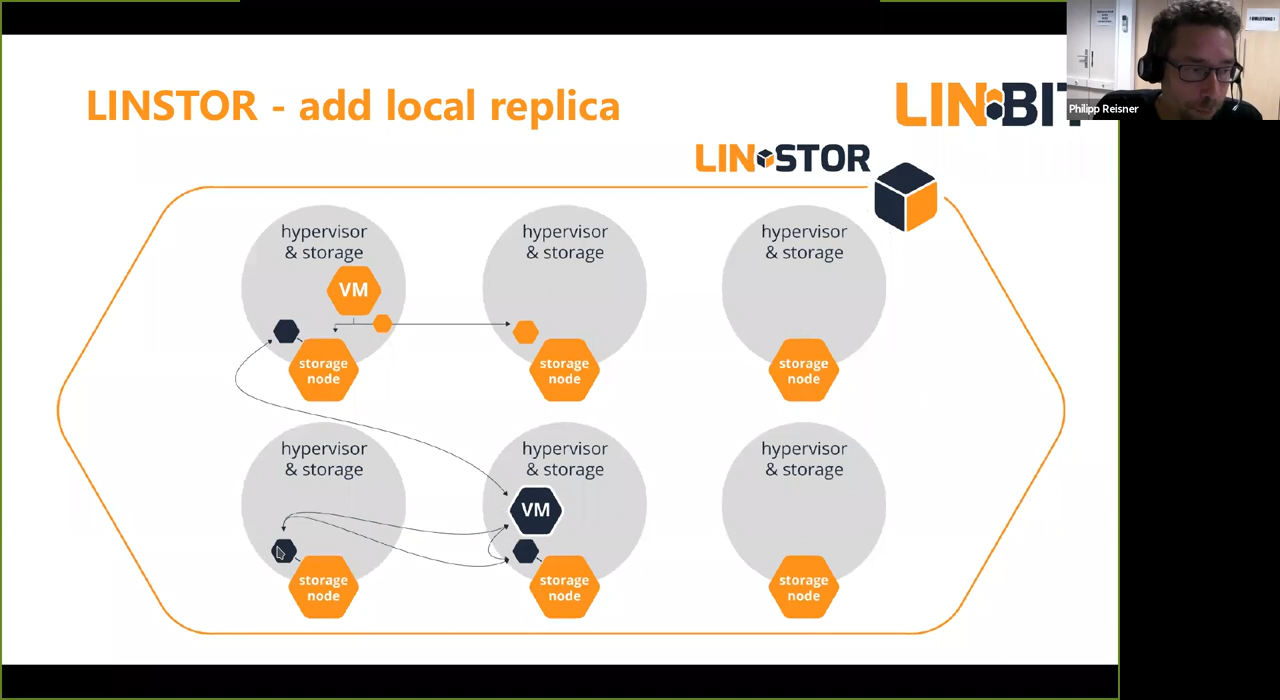 LINSTOR - add local replica
LINBIT
Philipp Reisner
LINSTOR
hypervisor
& storage
VM
storage
node
hypervisor
& storage
storage
node
hypervisor
& storage
storage
node
hypervisor
& storage
storage
node
hypervisor
& storage
VM
storage
node
hypervisor
& storage
storage
node